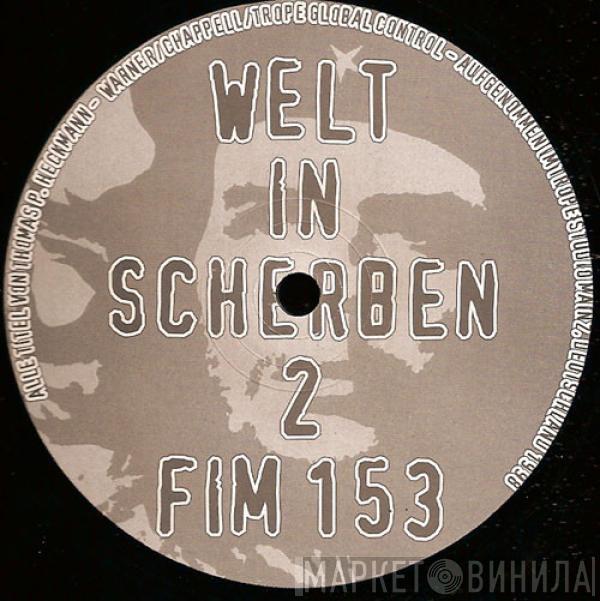 WELT
IN
SCHERBEN
2
FIM 153
ALLE TITEL VON THOMAS P. HECKMANN - WARNER/CHAPPELL/TROPE GLOBAL CONTROL - AUFGENOMMEN IM TROPE STUDIO MAINZ, DEUTSCHLAND 1998
МАРКЕТ ВИНИЛА